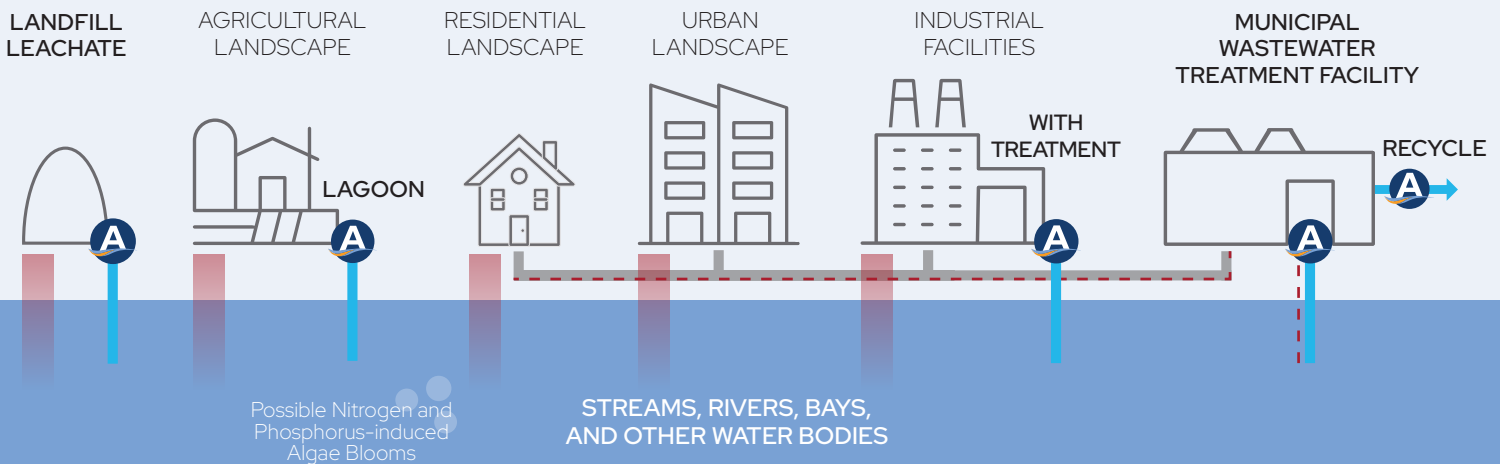 LANDFILL
LEACHATE
AGRICULTURAL
LANDSCAPE
RESIDENTIAL
LANDSCAPE
URBAN
LANDSCAPE
INDUSTRIAL
FACILITIES
MUNICIPAL
WASTEWATER
TREATMENT FACILITY
WITH
TREATMENT
RECYCLE
LAGOON
A
A
A
A
A
Possible Nitrogen and
Phosphorus-induced
Algae Blooms
STREAMS, RIVERS, BAYS,
AND OTHER WATER BODIES